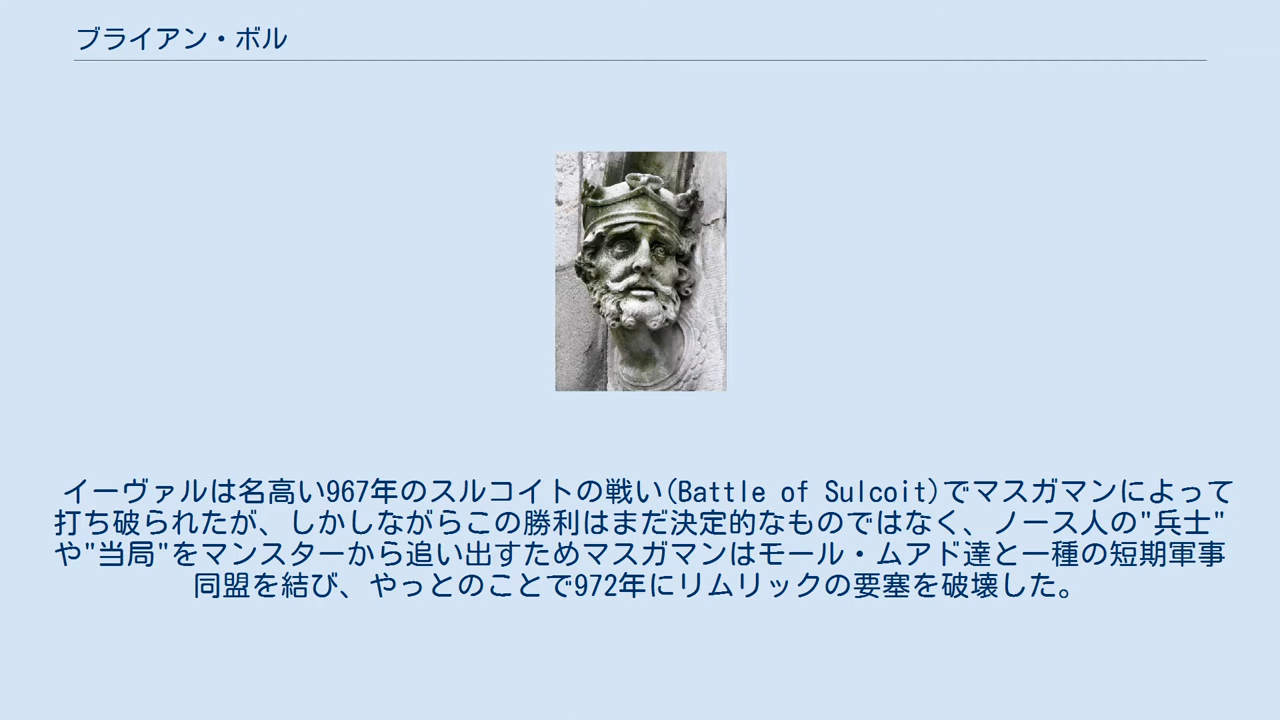 ブライアン・ボル
イーヴァルは名高い967年のスルコイトの戦い(Battle of Sulcoit)でマスガマンによって
打ち破られたが、しかしながらこの勝利はまだ決定的なものではなく、ノース人の"兵士"
や"当局"をマンスターから追い出すためマスガマンはモール・ムアド達と一種の短期軍事
同盟を結び、やっとのことで972年にリムリックの要塞を破壊した。